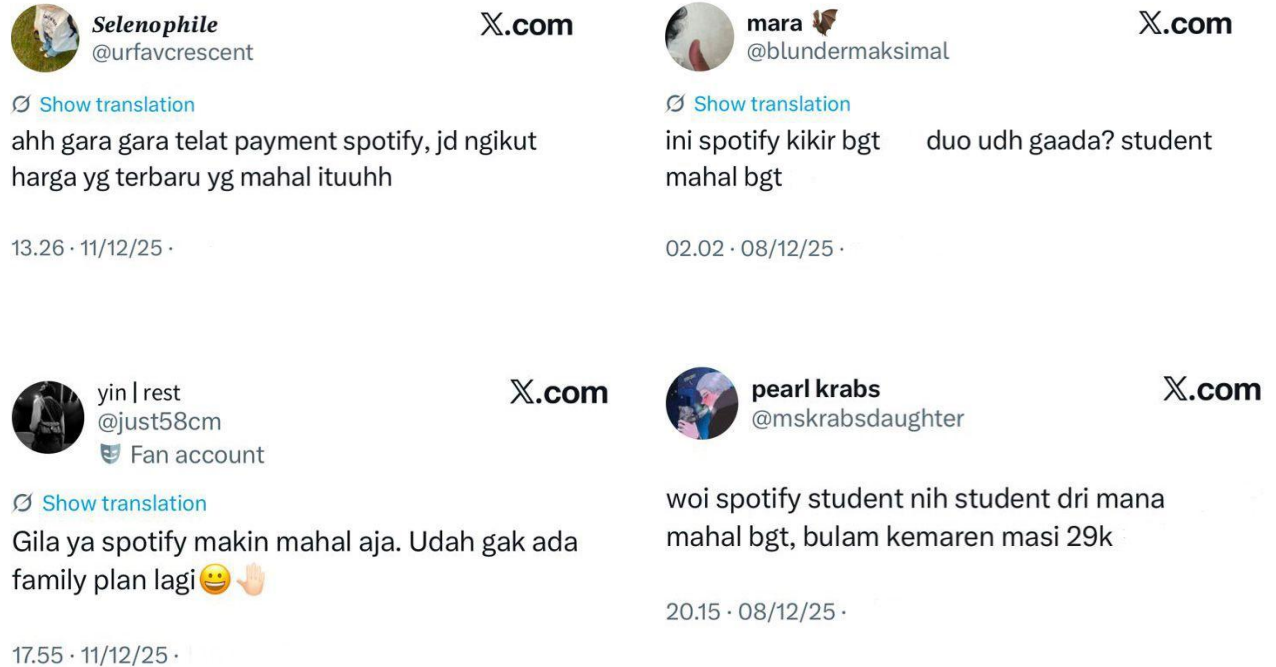 Selenophile
X.com
@urfavcrescent
Show translation
ahh gara gara telat payment spotify, jd ngikut
harga yg terbaru yg mahal ituuhh
13.26 · 11/12/25 ·
mara 🦇
X.com
@blundermaksimal
Show translation
ini spotify kikir bgt duo udh gaada? student
mahal bgt
02.02 · 08/12/25 ·
yin | rest
X.com
@just58cm
Fan account
Show translation
Gila ya spotify makin mahal aja. Udah gak ada
family plan lagi😀🤚🏻
17.55 · 11/12/25 ·
pearl krabs
X.com
@mskrabsdaughter
woi spotify student nih student dri mana
mahal bgt, bulam kemaren masi 29k
20.15 · 08/12/25 ·